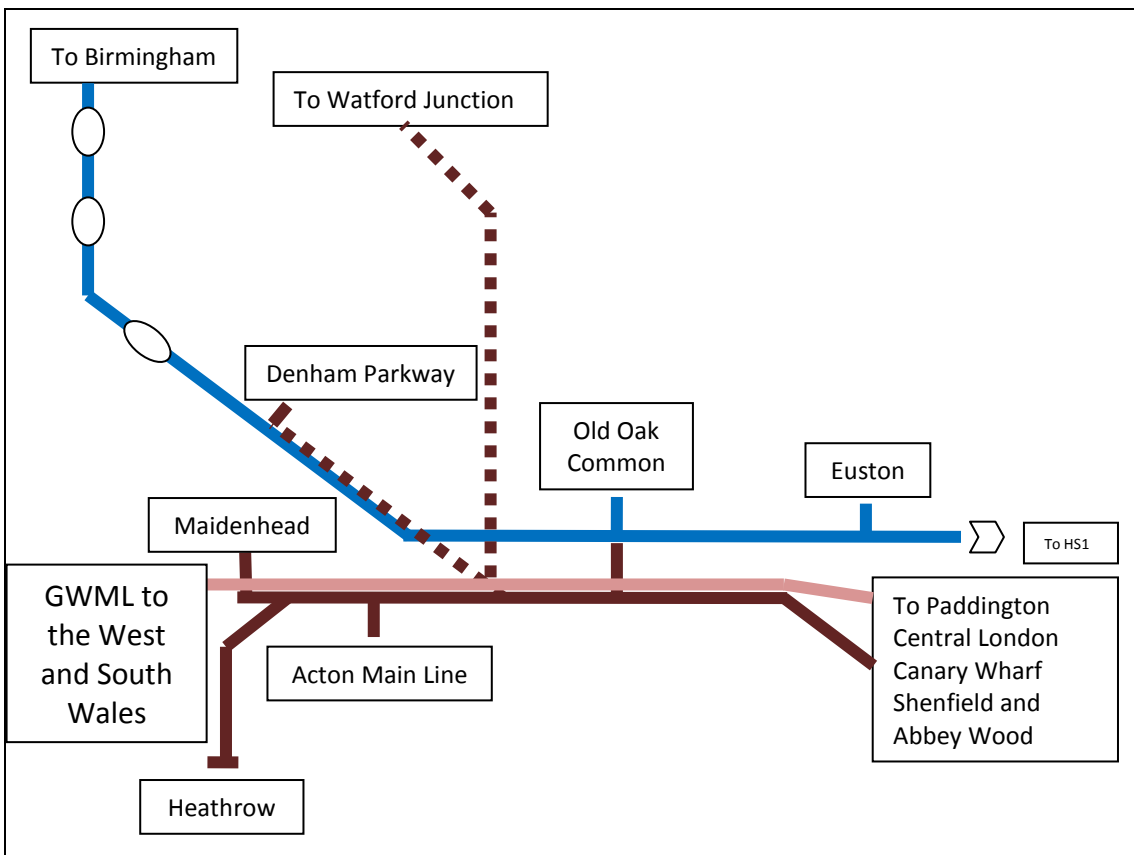 To Birmingham
To Watford Junction
Denham Parkway
Old Oak
Common
Euston
Maidenhead
To HS1
GWML to
the West
and South
Wales
To Paddington
Central London
Canary Wharf
Shenfield and
Abbey Wood
Acton Main Line
Heathrow